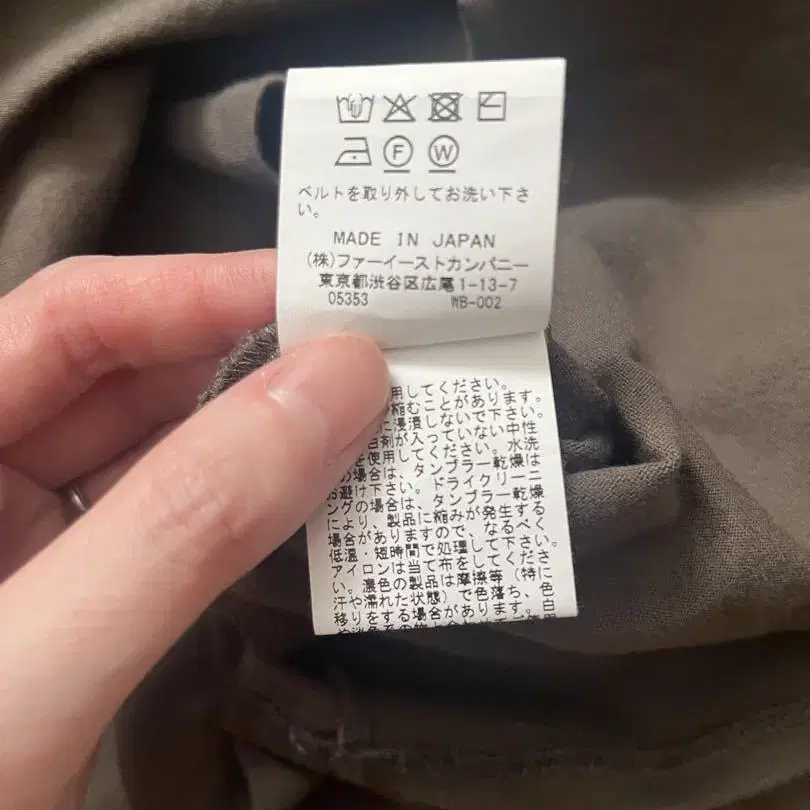 F W
ベルトを取り外してお洗い下さ
い。
MADE IN JAPAN
(株)ファーイーストカンパニー
東京都渋谷区広尾1-13-7
05353 WB-002
用してください。
縮むことがあります。
に浸漬しないで下さい。
白剤が入っていない中性
を使用してください。水洗
の場合は、タンブラー乾燥は
お避け下さい。ドライクリーニ
ングの場合は、タンブラー乾燥
により、製品に縮みが発生する
場合がありますので、なるべく
低温・短時間で処理して下さい。
アイロンは当て布をしてくださ
い。濃色の製品は摩擦等(特に
汗や濡れた状態)で色落ち、色
移りをする場合があります。白